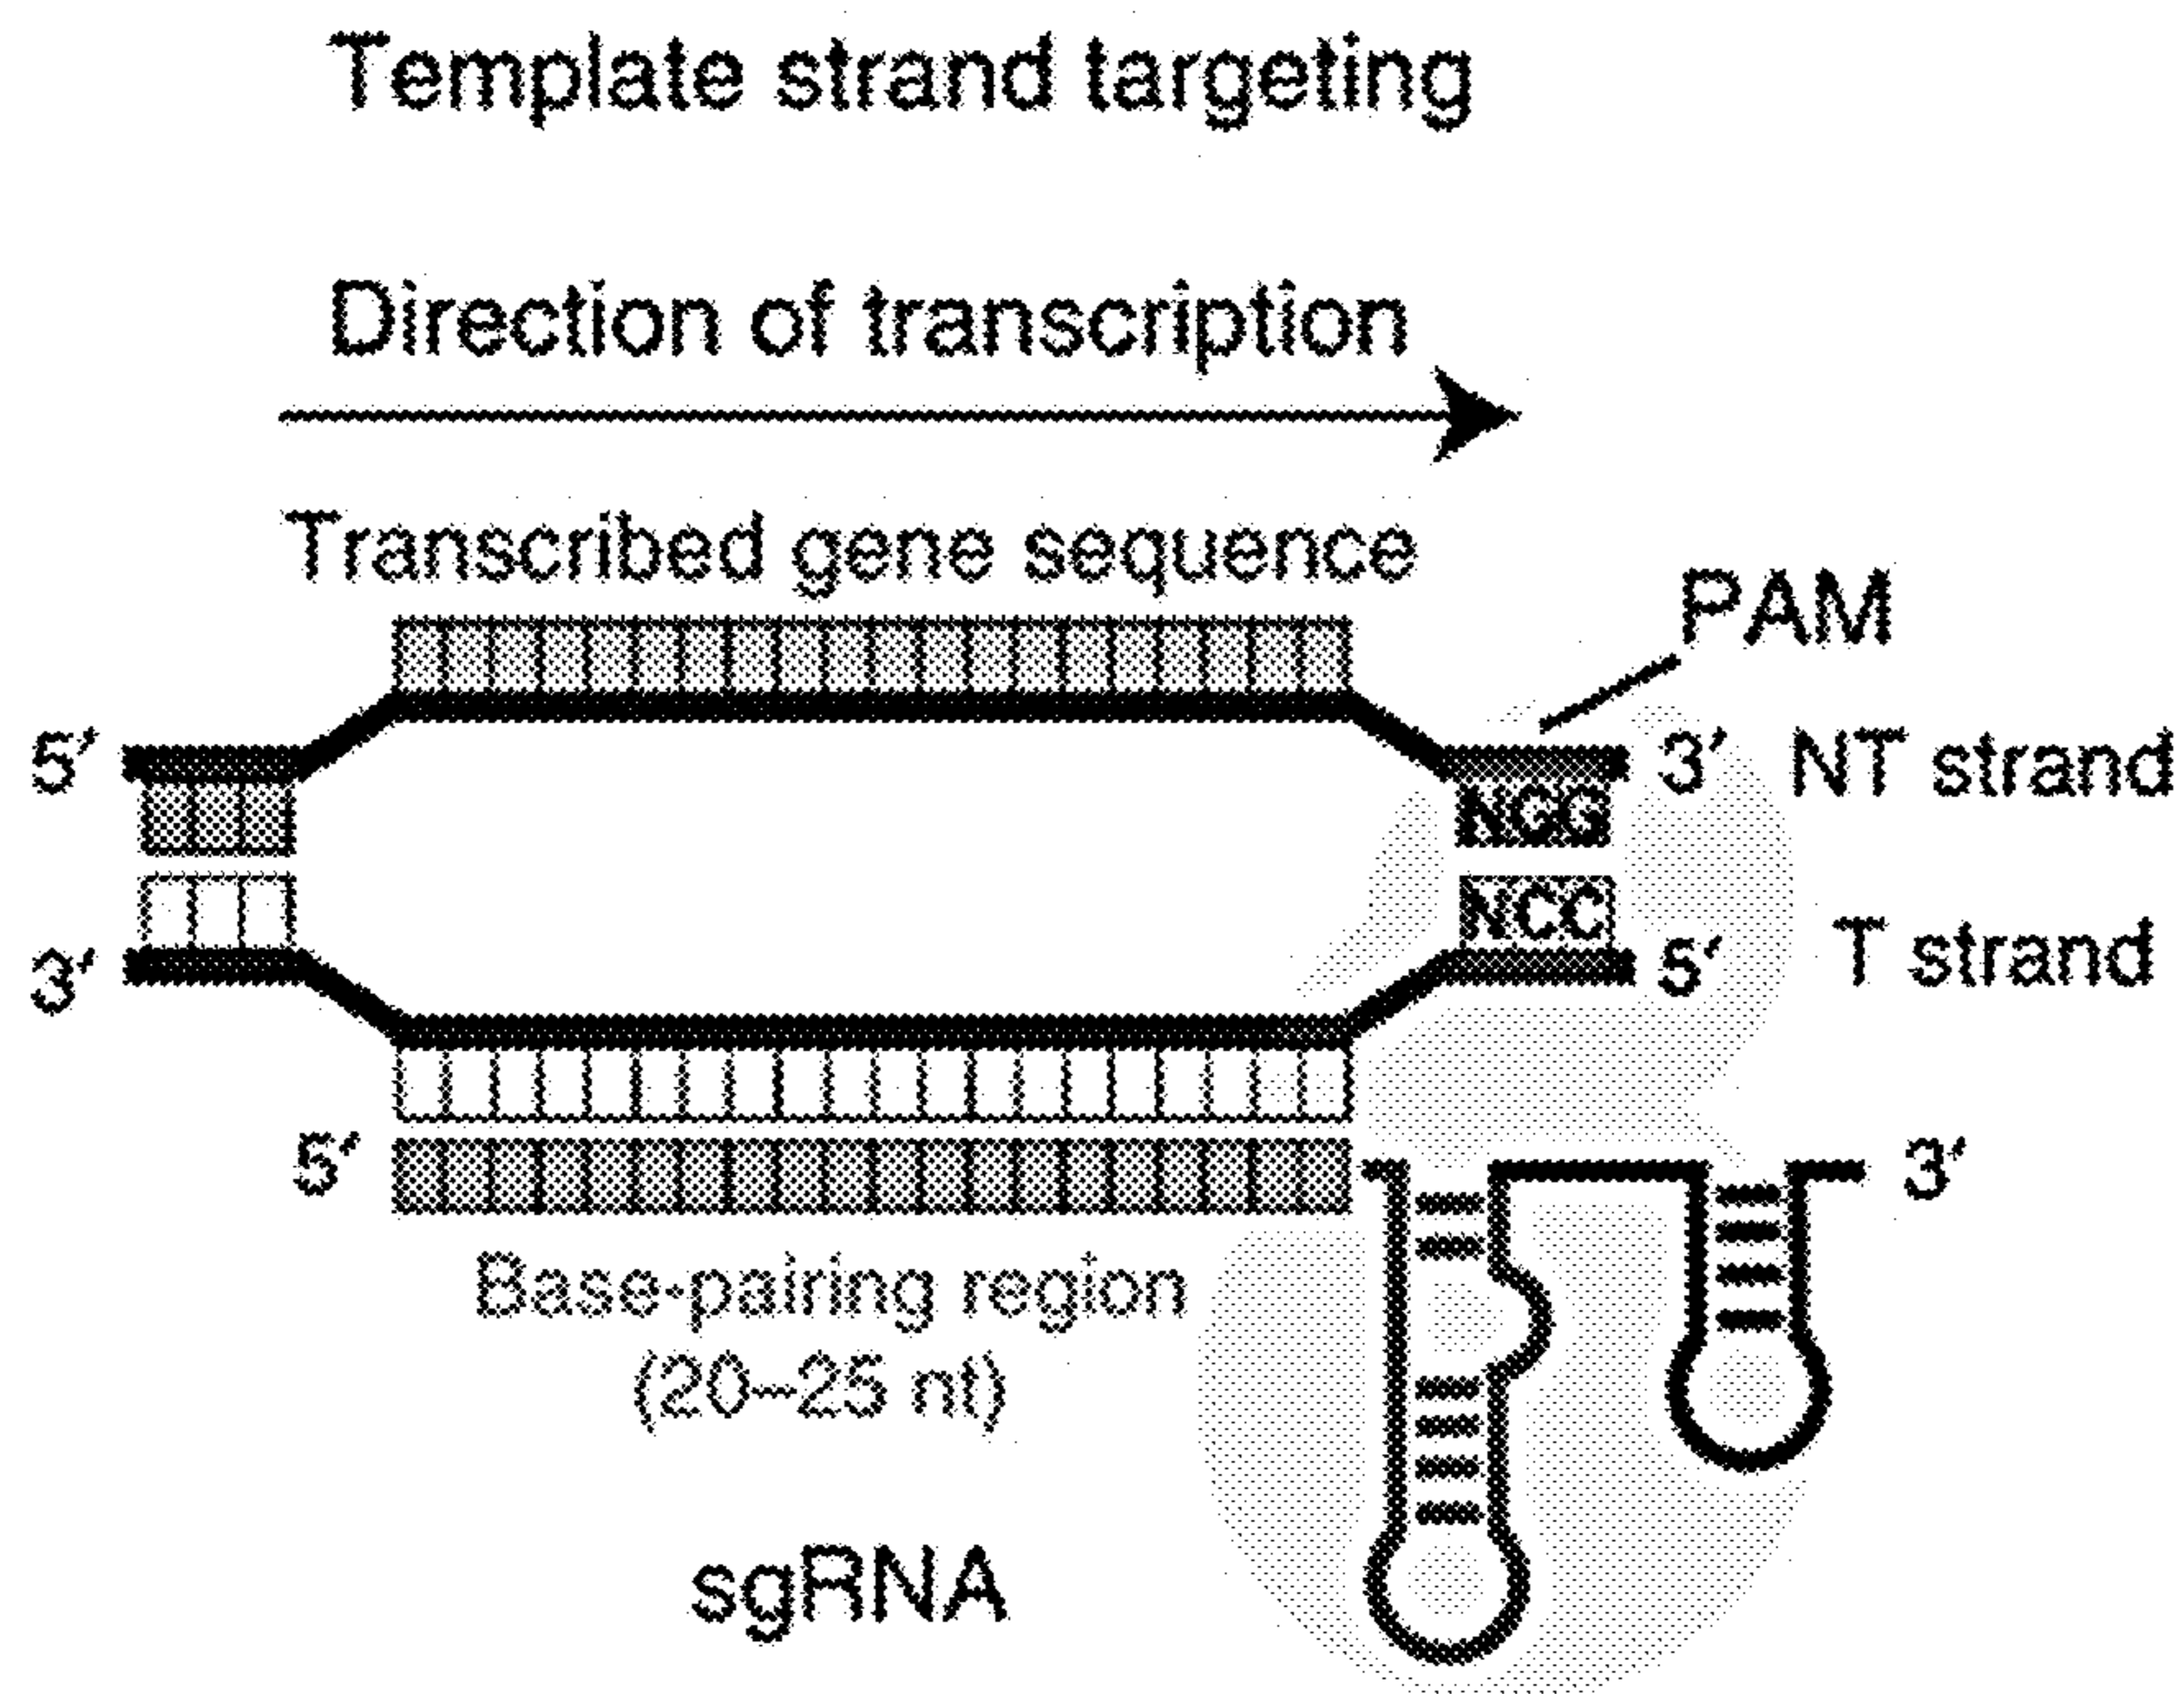 Template strand targeting
Direction of transcription
Transcribed gene sequence
PAM
5′
NGG
3′ NT strand
3′
NCC
5′ T strand
5′
3′
Base-pairing region
(20–25 nt)
sgRNA